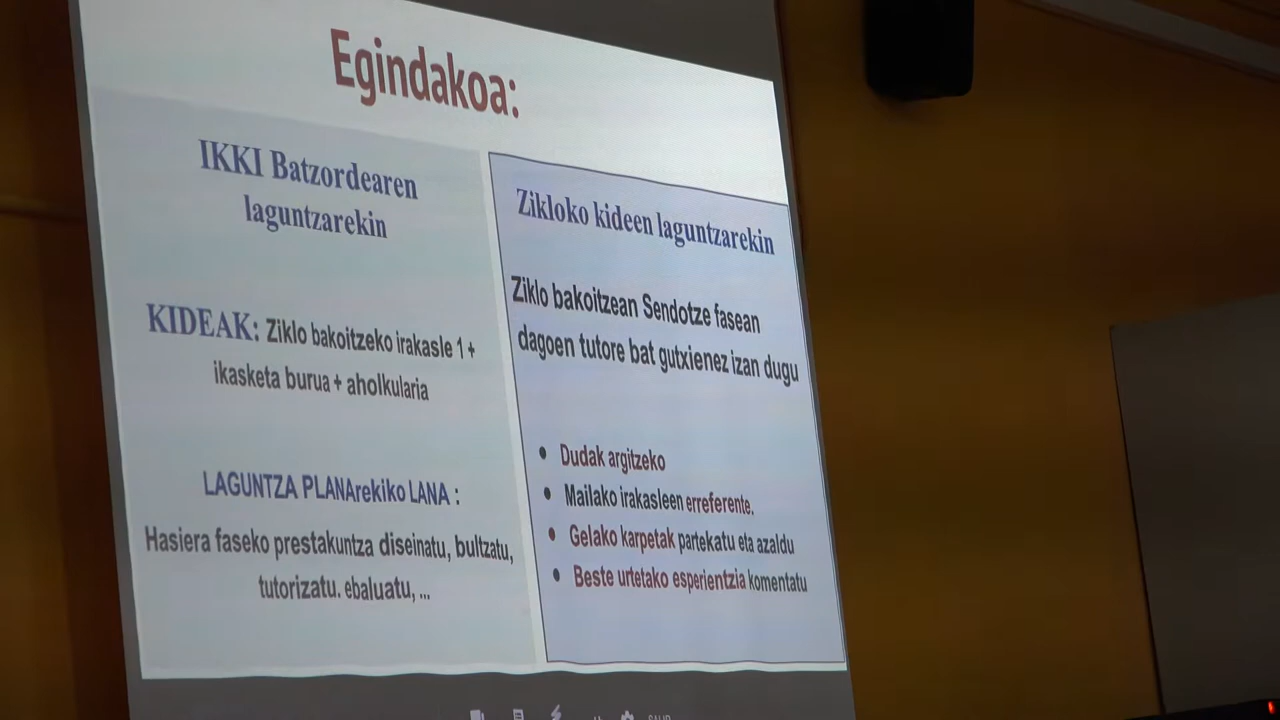 Egindakoa:
IKKI Batzordearen
laguntzarekin
KIDEAK: Ziklo bakoitzeko irakasle 1 +
ikasketa burua + aholkularia
LAGUNTZA PLANArekiko LANA :
Hasiera faseko prestakuntza diseinatu, bultzatu,
tutorizatu. ebaluatu, ...
Zikloko kideen laguntzarekin
Ziklo bakoitzean Sendotze fasean
dagoen tutore bat gutxienez izan dugu
• Dudak argitzeko
• Mailako irakasleen erreferente.
• Gelako karpetak partekatu eta azaldu
• Beste urtetako esperientzia komentatu